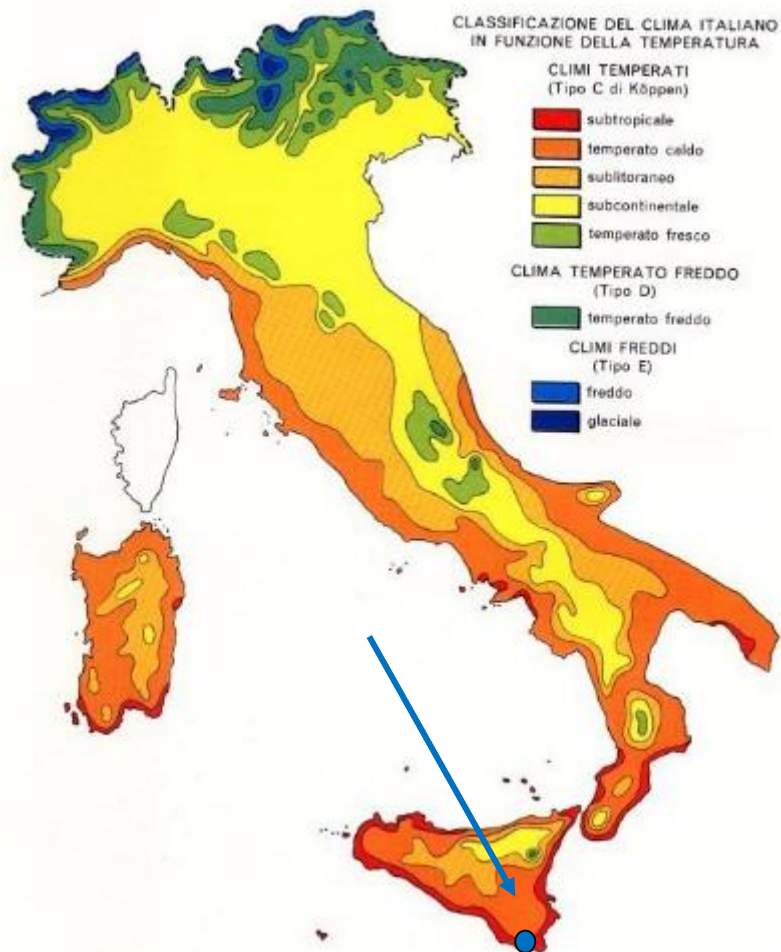 CLASSIFICAZIONE DEL CLIMA ITALIANO
IN FUNZIONE DELLA TEMPERATURA
CLIMI TEMPERATI
(Tipo C di Köppen)
subtropicale
temperato caldo
sublitoraneo
subcontinentale
temperato fresco
CLIMA TEMPERATO FREDDO
(Tipo D)
temperato freddo
CLIMI FREDDI
(Tipo E)
freddo
glaciale